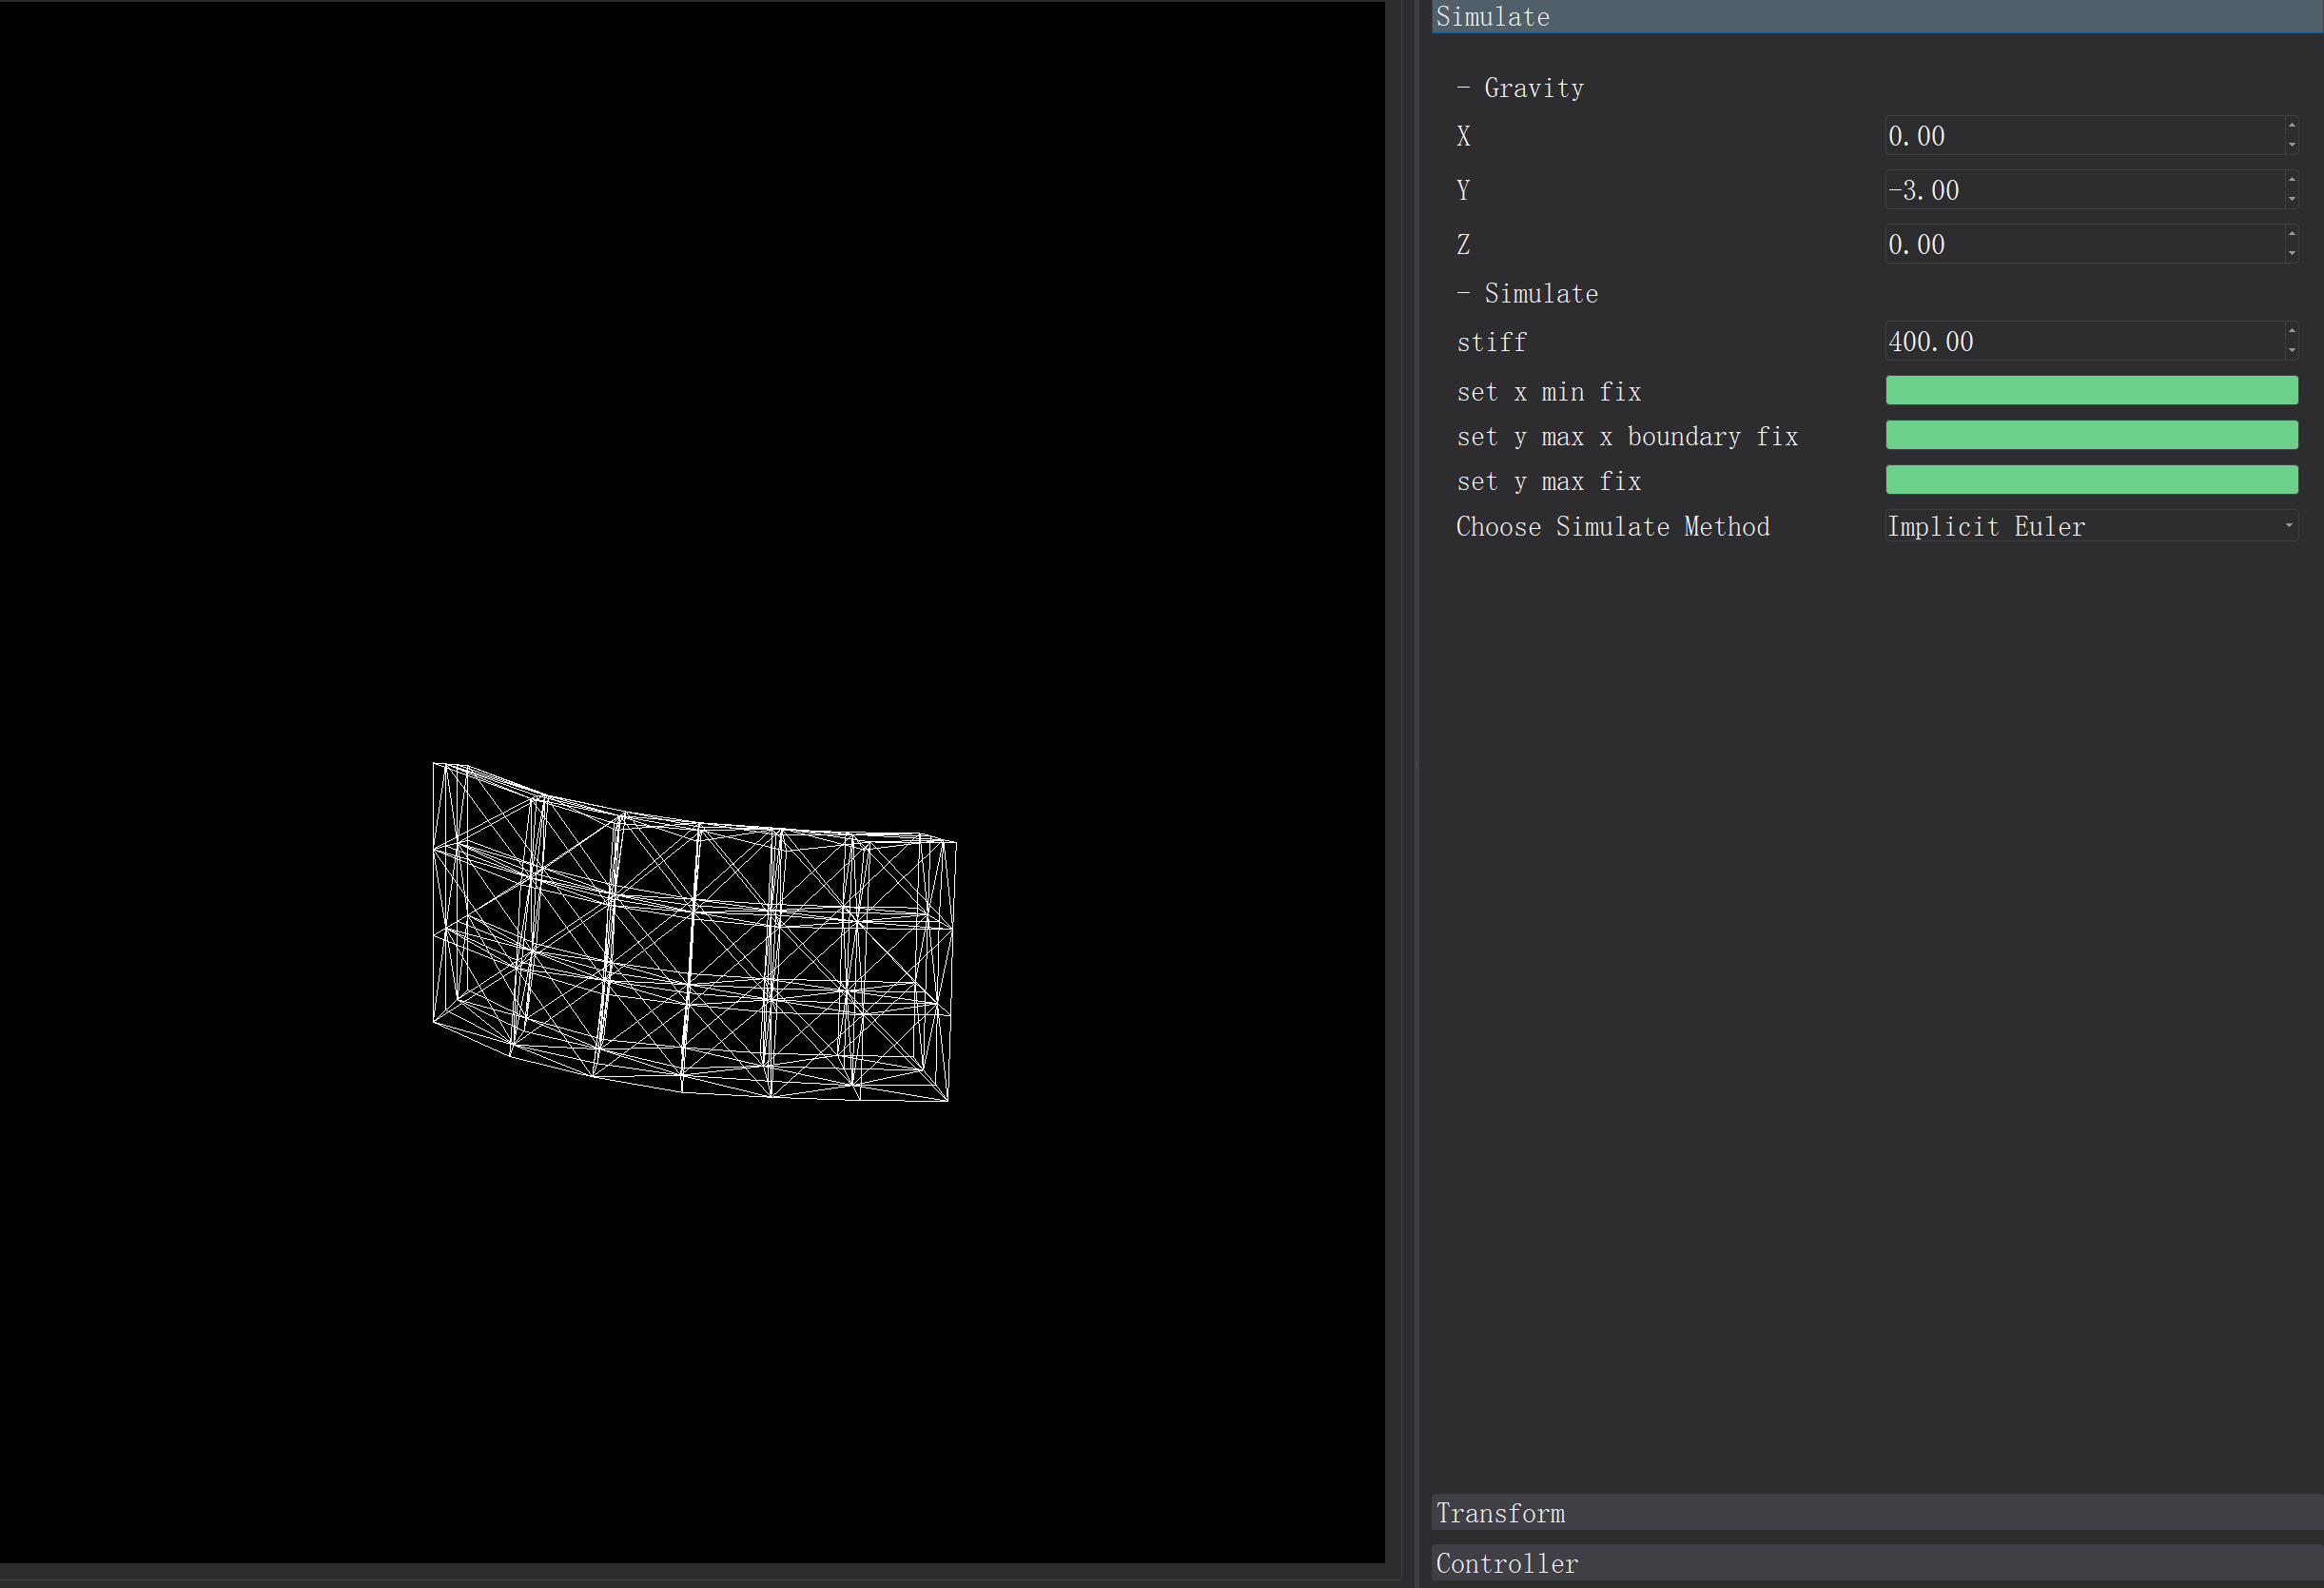 Simulate
- Gravity
X 0.00
Y -3.00
Z 0.00
- Simulate
stiff 400.00
set x min fix
set y max x boundary fix
set y max fix
Choose Simulate Method Implicit Euler
Transform
Controller